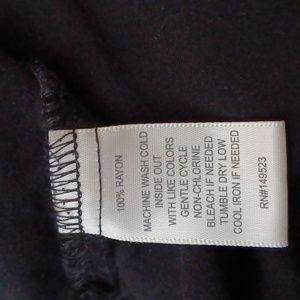 100% RAYON
MACHINE WASH COLD
INSIDE OUT
WITH LIKE COLORS
GENTLE CYCLE
NON-CHLORINE
BLEACH IF NEEDED
TUMBLE DRY LOW
COOL IRON IF NEEDED
RN#149523